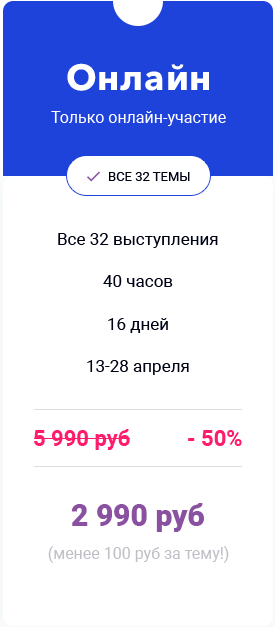 Онлайн
Только онлайн-участие
ВСЕ 32 ТЕМЫ
Все 32 выступления
40 часов
16 дней
13-28 апреля
5 990 руб - 50%
2 990 руб
(менее 100 руб за тему!)